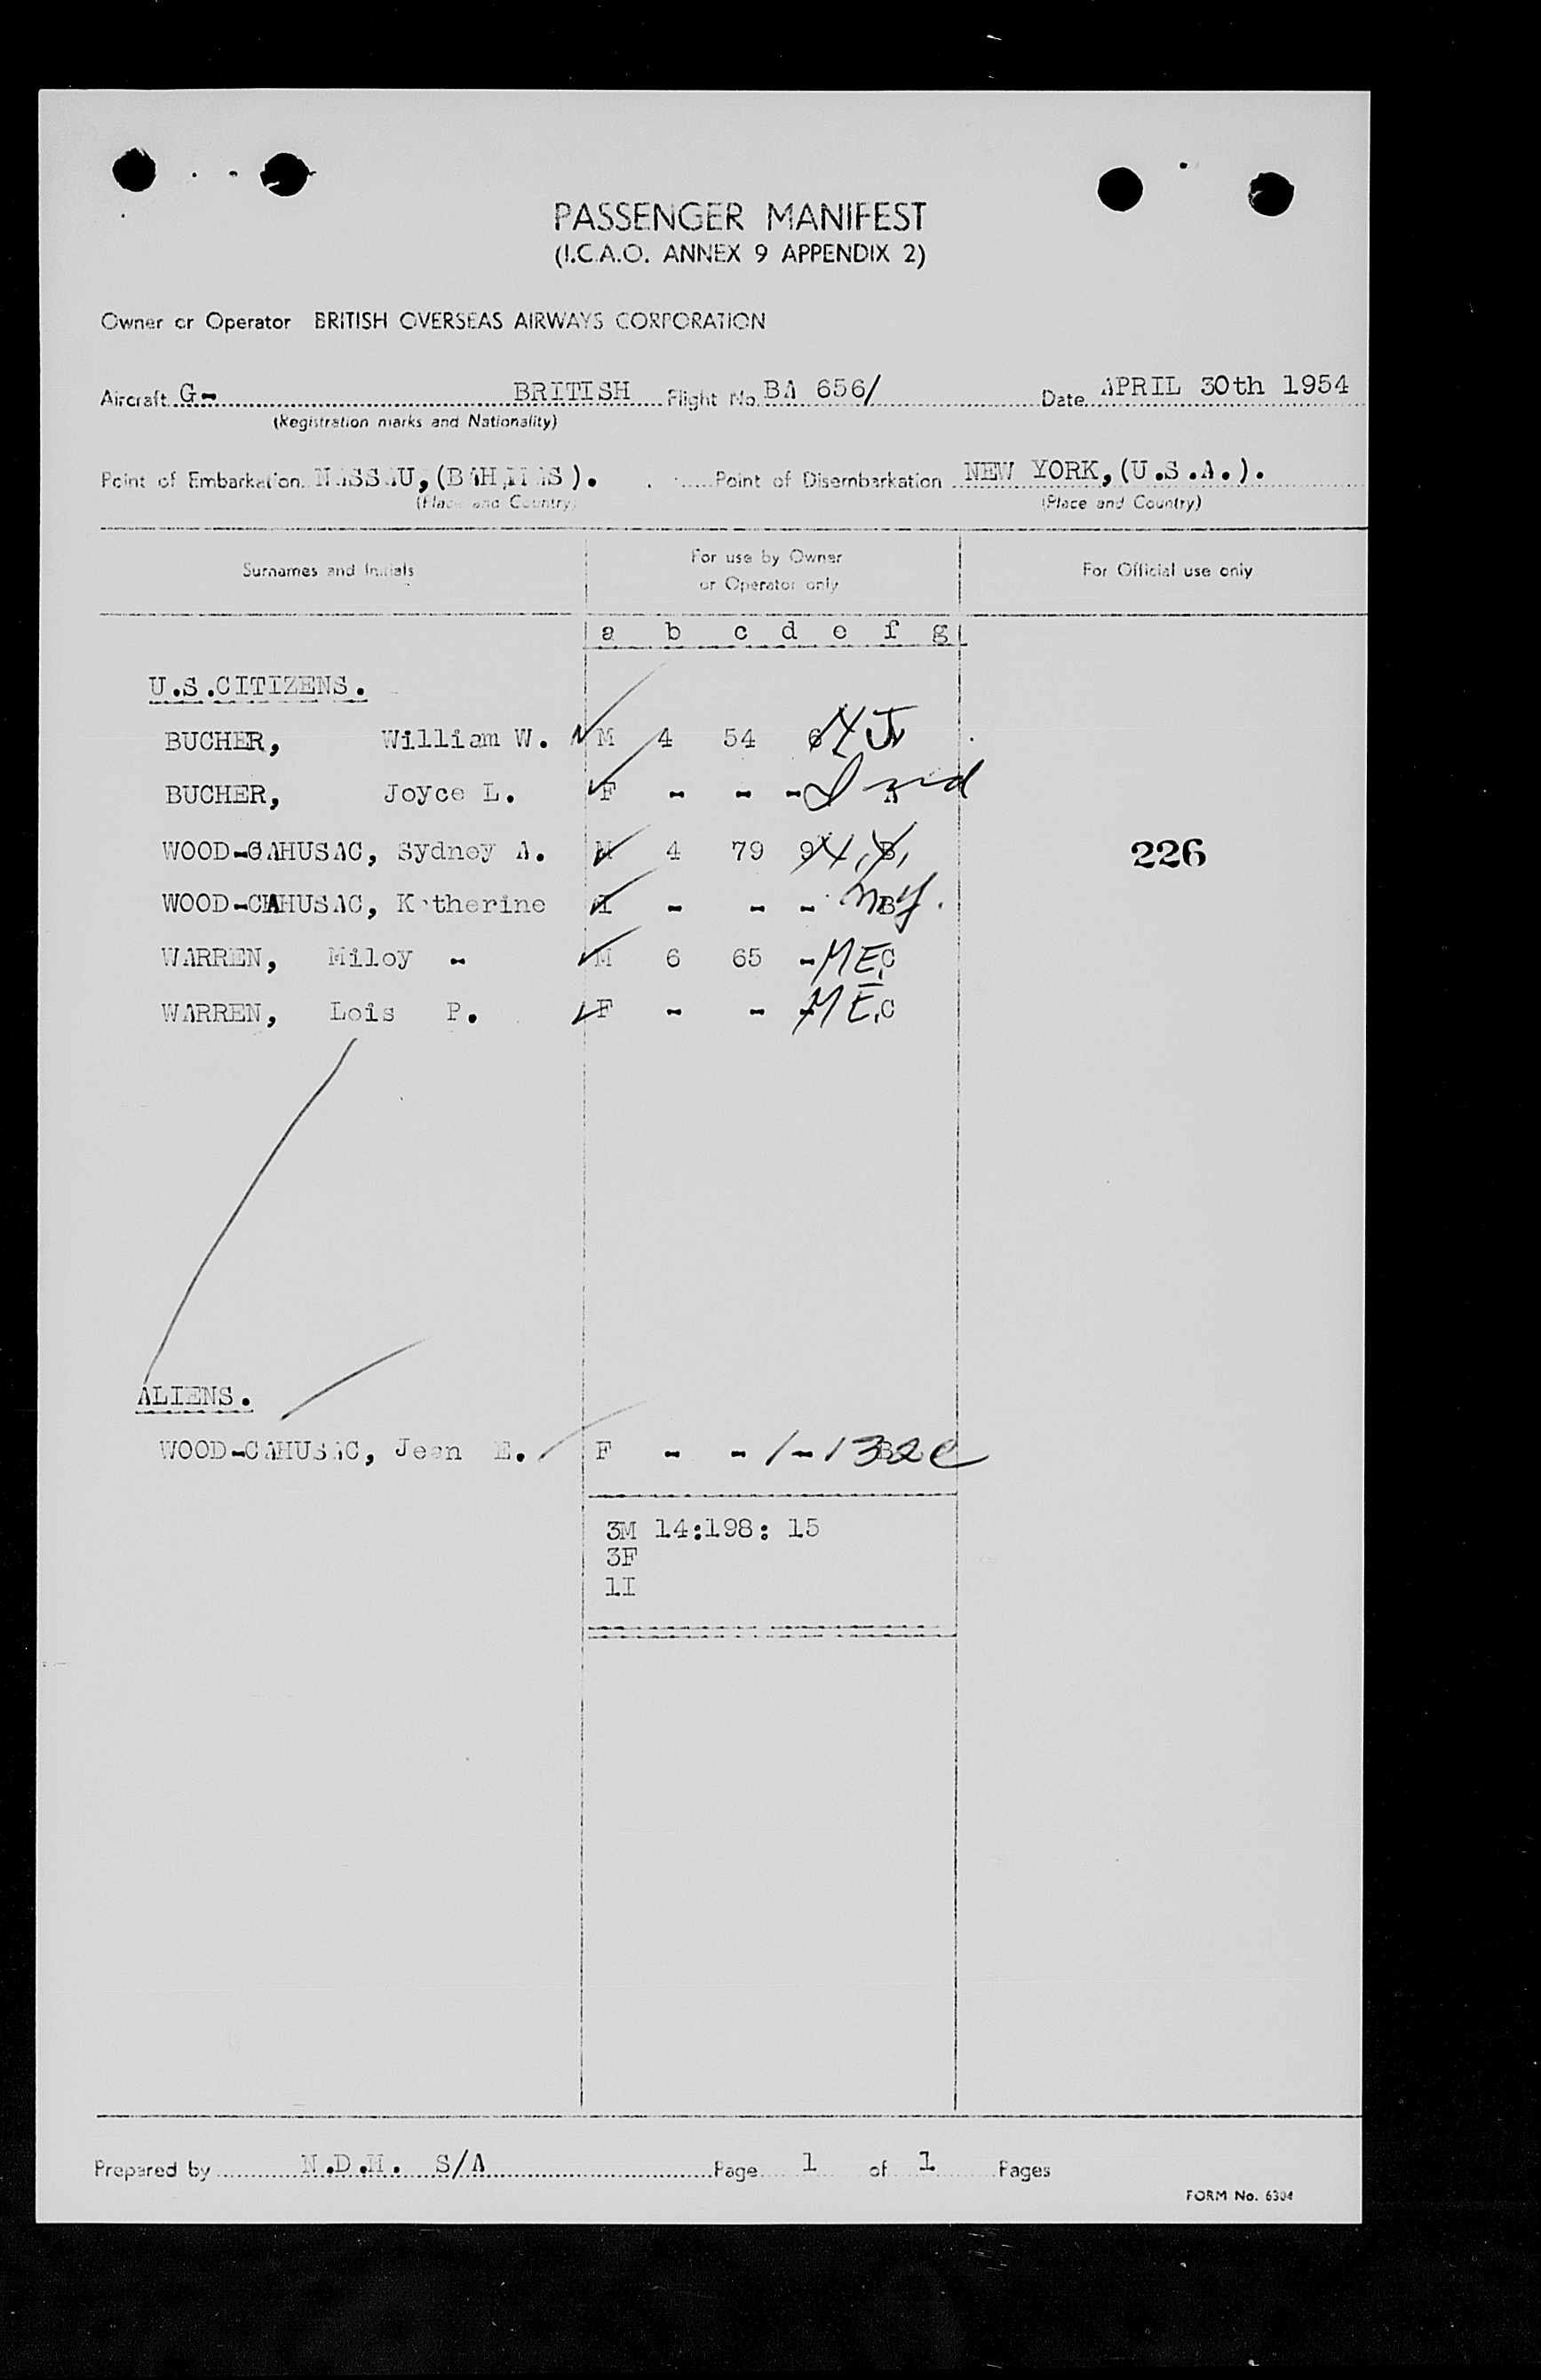 PASSENGER MANIFEST
(I.C.A.O. ANNEX 9 APPENDIX 2)
Owner or Operator BRITISH OVERSEAS AIRWAYS CORPORATION
Aircraft G- BRITISH Flight No. BA 656/ Date APRIL 30th 1954
(Registration marks and Nationality)
Point of Embarkation NASSAU,(BAHAMAS). Point of Disembarkation NEW YORK,(U.S.A.).
(Place and Country) (Place and Country)
Surnames and Initials For use by Owner or Operator only For Official use only
a b c d e f g
U.S.CITIZENS.
BUCHER, William W. M 4 54 6
BUCHER, Joyce L. F - - - A
WOOD-CAHUSAC, Sydney A. M 4 79 9 B 226
WOOD-CAHUSAC, Katherine I - - - B
WARREN, Miloy - M 6 65 - MEC
WARREN, Lois P. F - - - MEC
ALIENS.
WOOD-CAHUSAC, Jean E. F - - - B
3M 14:198: 15
3F
1I
Prepared by N.D.H. S/A Page 1 of 1 Pages
FORM No. 6304